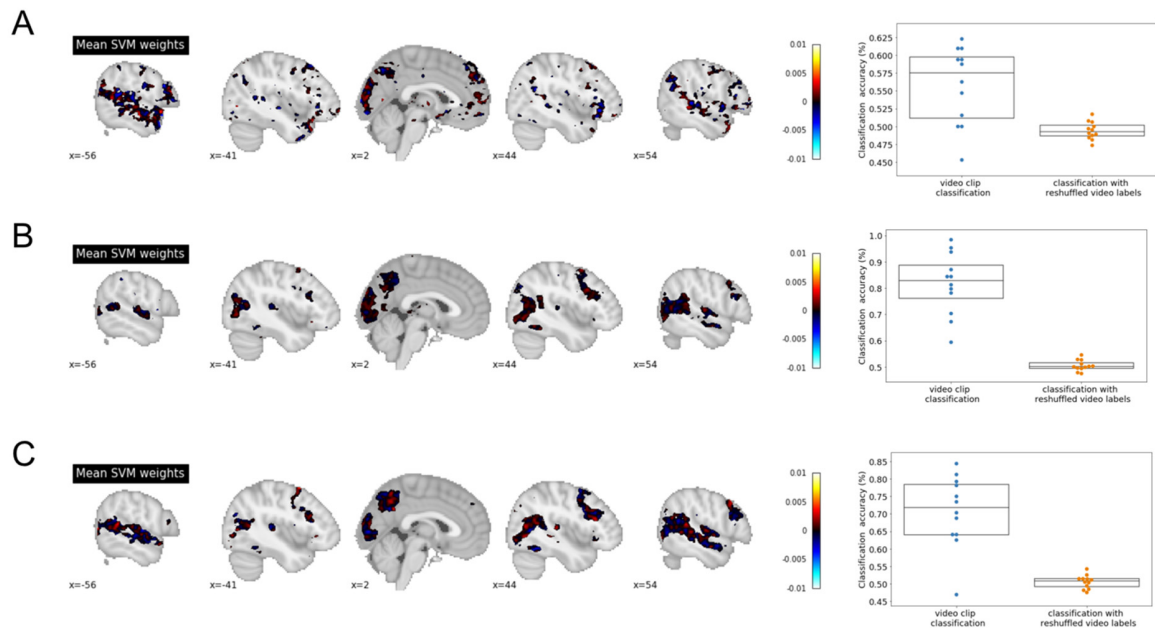 A
Mean SVM weights
x=-56
x=-41
x=2
x=44
x=54
0.01
0.005
0
-0.005
-0.01
Classification accuracy (%)
0.625
0.600
0.575
0.550
0.525
0.500
0.475
0.450
video clip
classification
classification with
reshuffled video labels
B
Mean SVM weights
x=-56
x=-41
x=2
x=44
x=54
0.01
0.005
0
-0.005
-0.01
Classification accuracy (%)
1.0
0.9
0.8
0.7
0.6
0.5
video clip
classification
classification with
reshuffled video labels
C
Mean SVM weights
x=-56
x=-41
x=2
x=44
x=54
0.01
0.005
0
-0.005
-0.01
Classification accuracy (%)
0.85
0.80
0.75
0.70
0.65
0.60
0.55
0.50
0.45
video clip
classification
classification with
reshuffled video labels